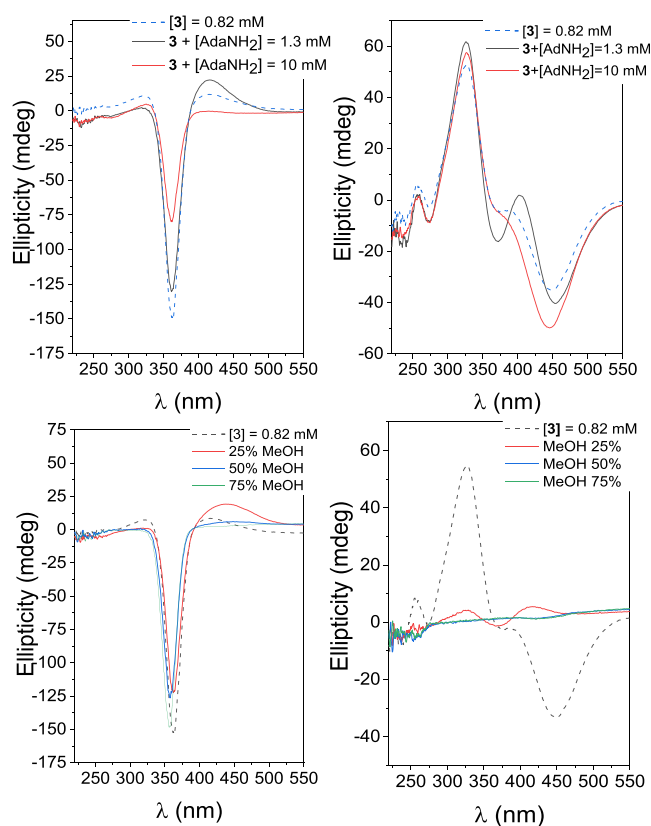 [3] = 0.82 mM
3 + [AdaNH2] = 1.3 mM
3 + [AdaNH2] = 10 mM
Ellipticity (mdeg)
50
25
0
-25
-50
-75
-100
-125
-150
-175
250 300 350 400 450 500 550
λ (nm)
[3] = 0.82 mM
3+[AdNH2]=1.3 mM
3+[AdNH2]=10 mM
Ellipticity (mdeg)
60
40
20
0
-20
-40
-60
250 300 350 400 450 500 550
λ (nm)
[3] = 0.82 mM
25% MeOH
50% MeOH
75% MeOH
Ellipticity (mdeg)
75
50
25
0
-25
-50
-75
-100
-125
-150
-175
250 300 350 400 450 500 550
λ (nm)
[3] = 0.82 mM
MeOH 25%
MeOH 50%
MeOH 75%
Ellipticity (mdeg)
60
40
20
0
-20
-40
250 300 350 400 450 500 550
λ (nm)